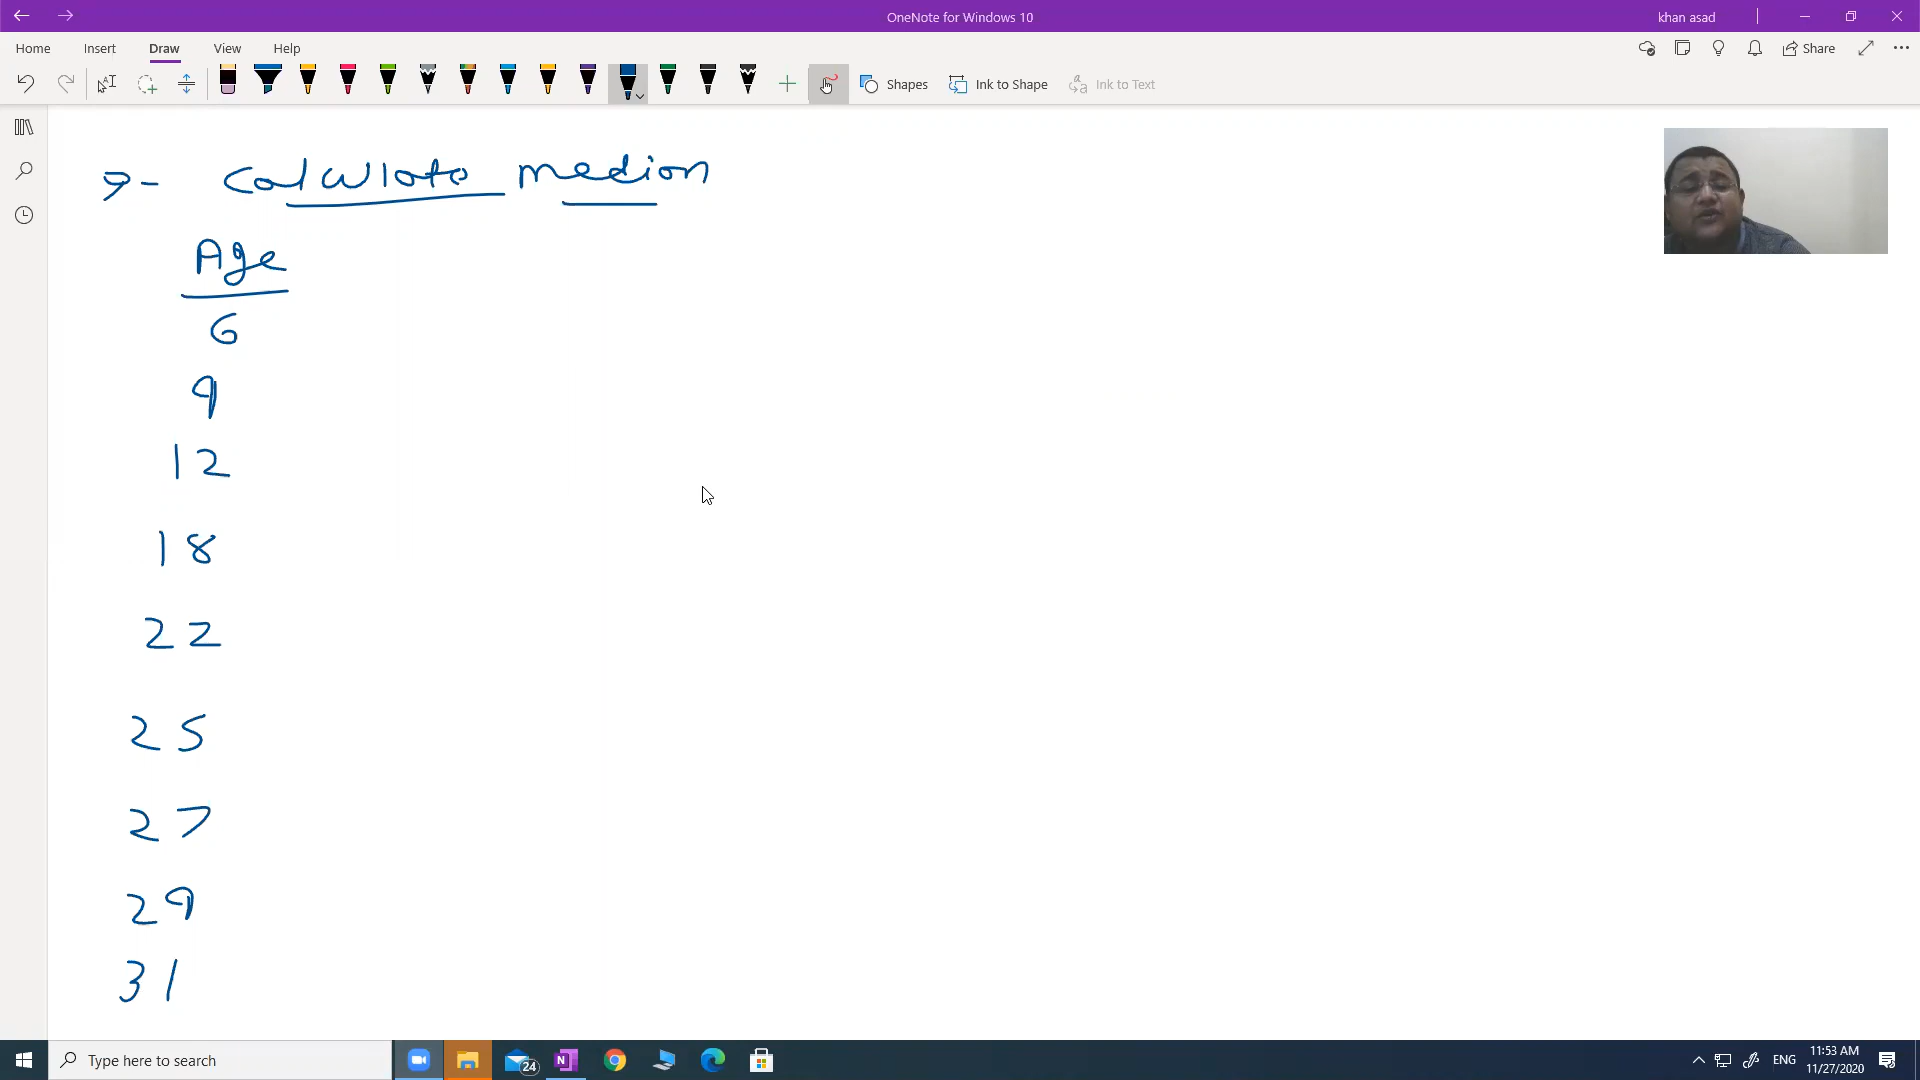 OneNote for Windows 10
khan asad
Home Insert Draw View Help
Share
Shapes Ink to Shape Ink to Text
Calculate median
Age
6
9
12
18
22
25
27
29
31
Type here to search
24
ENG
11:53 AM
11/27/2020